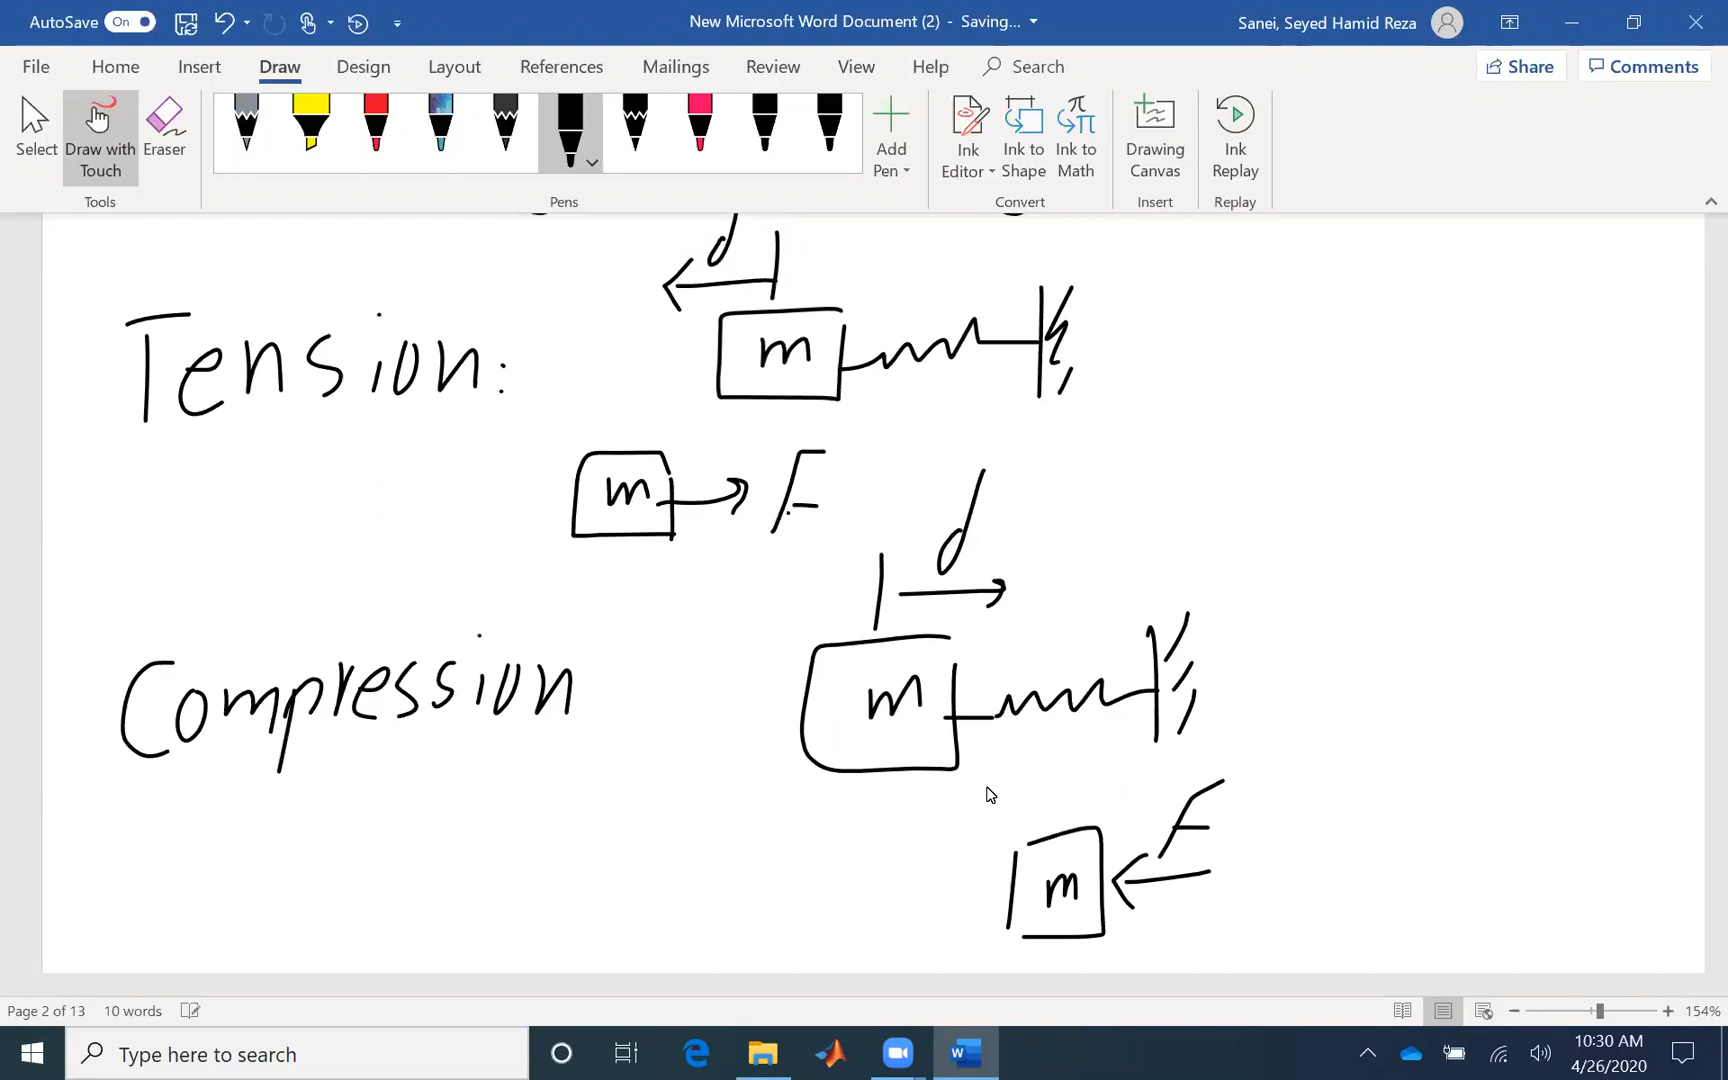 AutoSave On New Microsoft Word Document (2) - Saving... Sanei, Seyed Hamid Reza
File Home Insert Draw Design Layout References Mailings Review View Help Search Share Comments
Select Draw with Touch Eraser Add Pen Ink Editor Ink to Shape Ink to Math Drawing Canvas Ink Replay
Tools Pens Convert Insert Replay
d
Tension: m
m F
d
Compression m
F
m
Page 2 of 13 10 words 154%
Type here to search 10:30 AM
4/26/2020